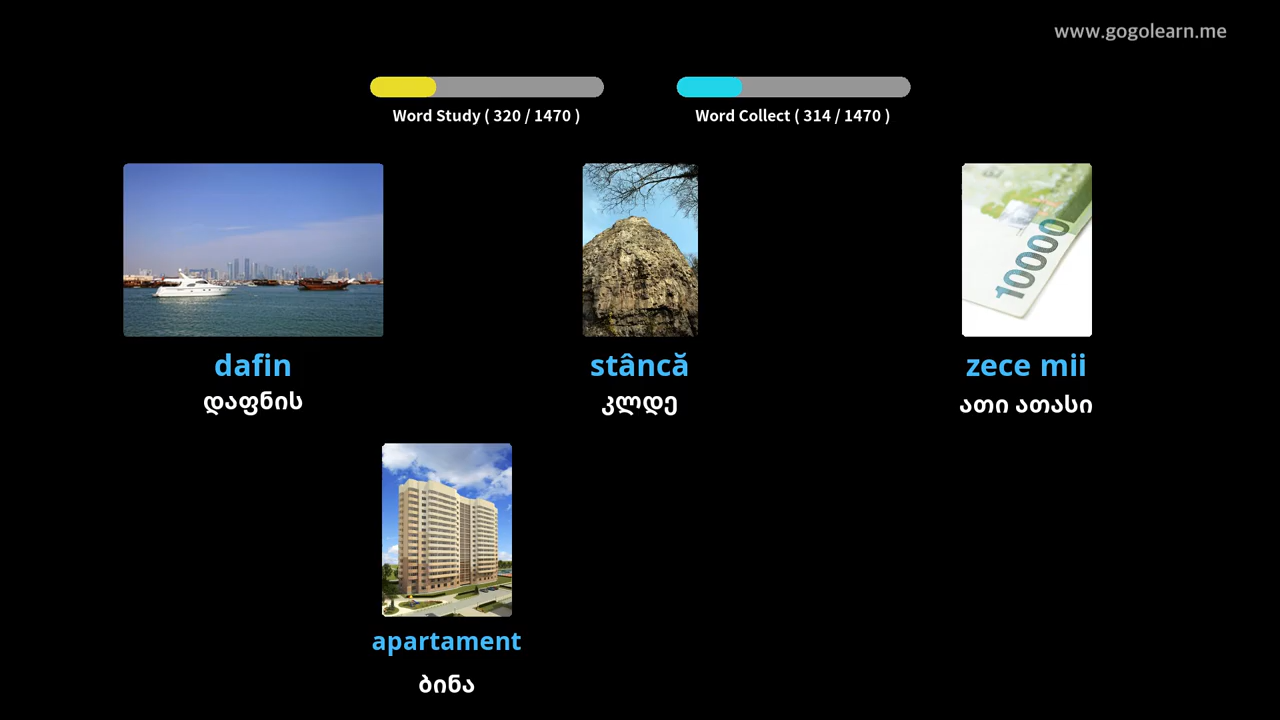 www.gogolearn.me
Word Study ( 320 / 1470 )
Word Collect ( 314 / 1470 )
10000
dafin
დაფნის
stâncă
კლდე
zece mii
ათი ათასი
apartament
ბინა